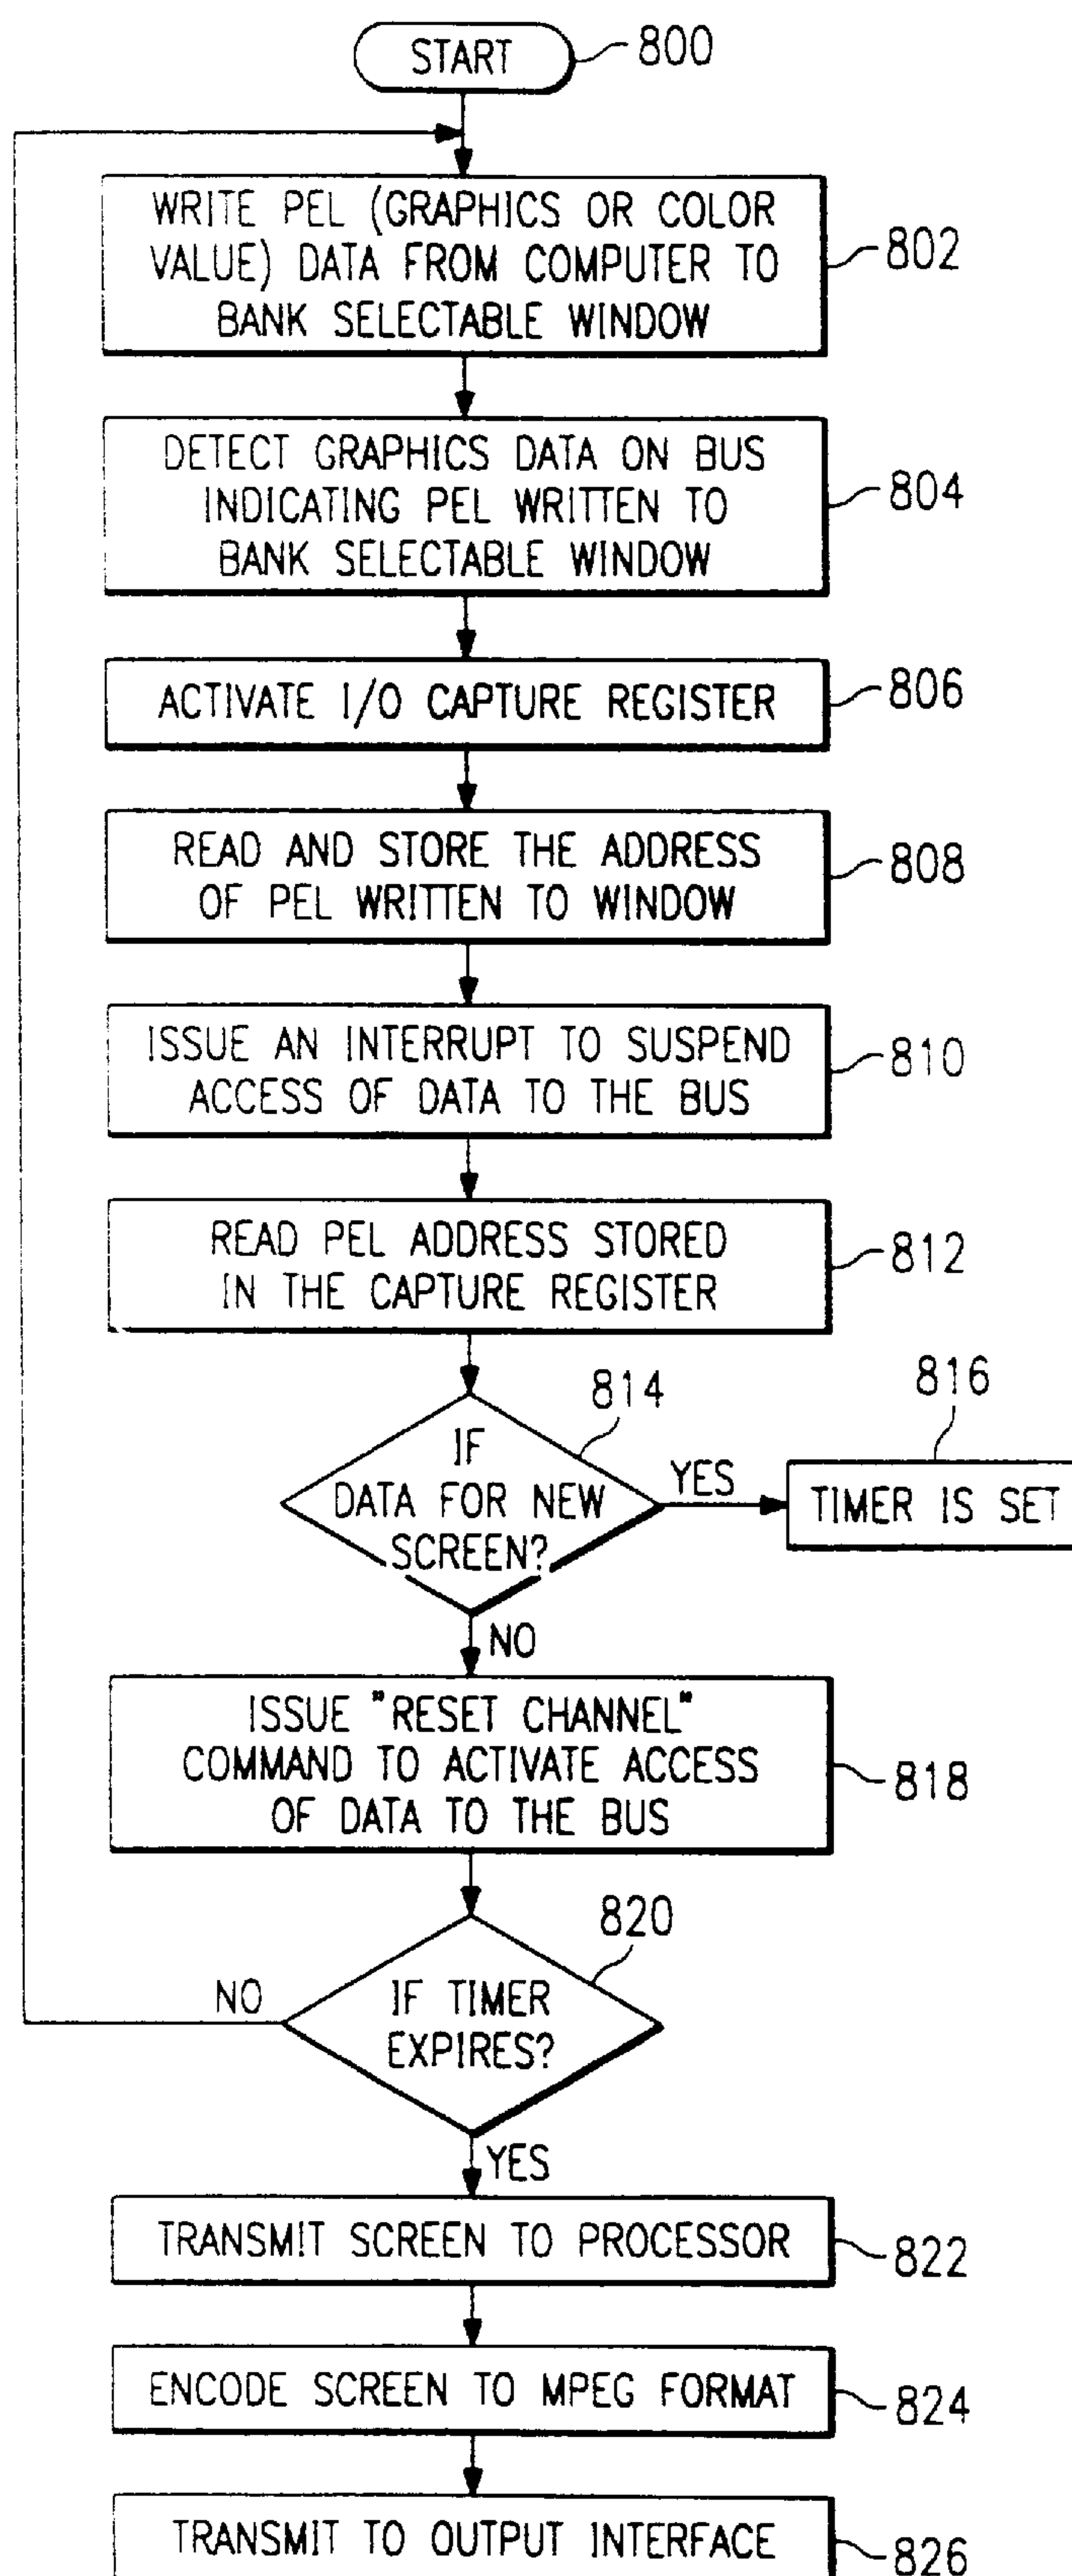 START
800
WRITE PEL (GRAPHICS OR COLOR
VALUE) DATA FROM COMPUTER TO
BANK SELECTABLE WINDOW
802
DETECT GRAPHICS DATA ON BUS
INDICATING PEL WRITTEN TO
BANK SELECTABLE WINDOW
804
ACTIVATE I/O CAPTURE REGISTER
806
READ AND STORE THE ADDRESS
OF PEL WRITTEN TO WINDOW
808
ISSUE AN INTERRUPT TO SUSPEND
ACCESS OF DATA TO THE BUS
810
READ PEL ADDRESS STORED
IN THE CAPTURE REGISTER
812
IF
DATA FOR NEW
SCREEN?
814
YES
816
TIMER IS SET
NO
ISSUE "RESET CHANNEL"
COMMAND TO ACTIVATE ACCESS
OF DATA TO THE BUS
818
820
IF TIMER
EXPIRES?
NO
YES
TRANSMIT SCREEN TO PROCESSOR
822
ENCODE SCREEN TO MPEG FORMAT
824
TRANSMIT TO OUTPUT INTERFACE
826